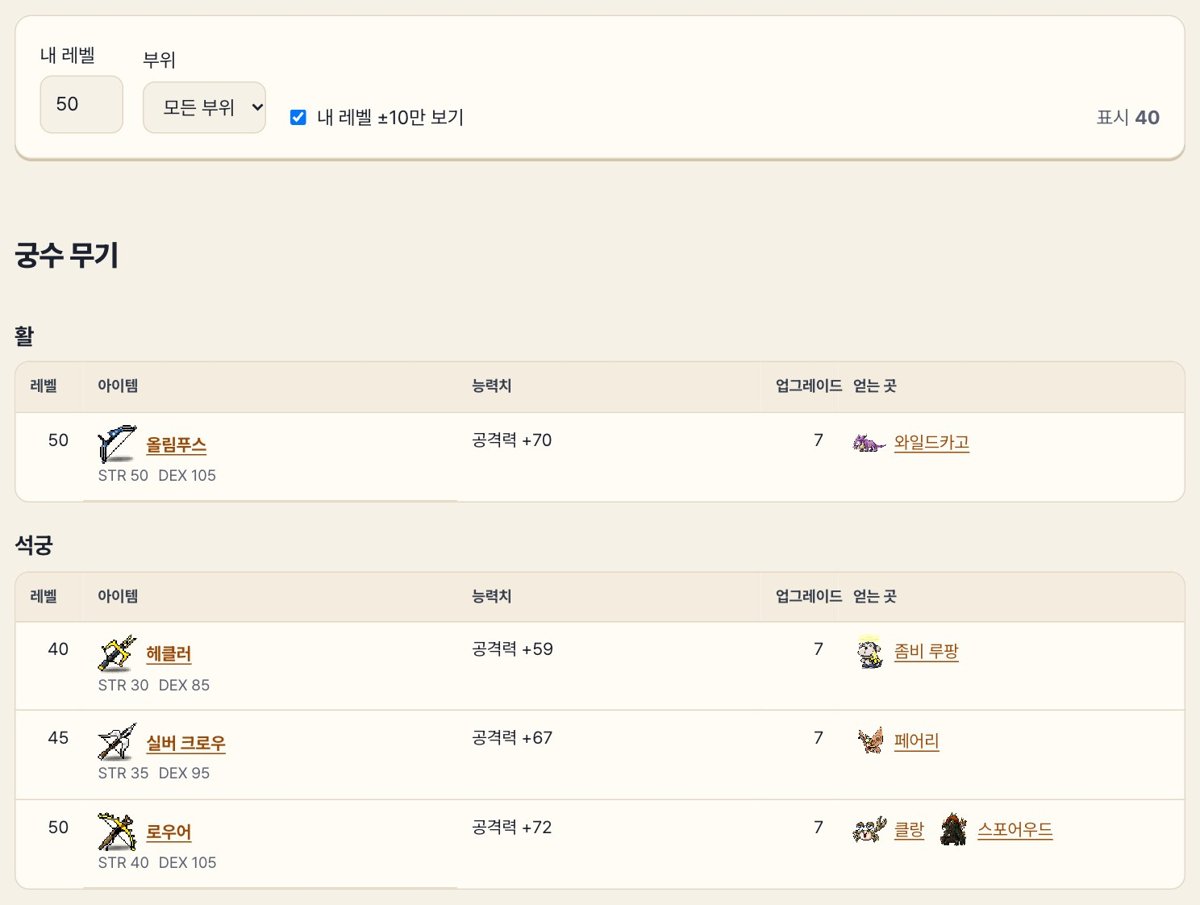 내 레벨 부위
50 모든 부위 내 레벨 ±10만 보기 표시 40
궁수 무기
활
레벨 아이템 능력치 업그레이드 얻는 곳
50 올림푸스 공격력 +70 7 와일드카고
STR 50 DEX 105
석궁
레벨 아이템 능력치 업그레이드 얻는 곳
40 헤클러 공격력 +59 7 좀비 루팡
STR 30 DEX 85
45 실버 크로우 공격력 +67 7 페어리
STR 35 DEX 95
50 로우어 공격력 +72 7 클랑 스포어우드
STR 40 DEX 105